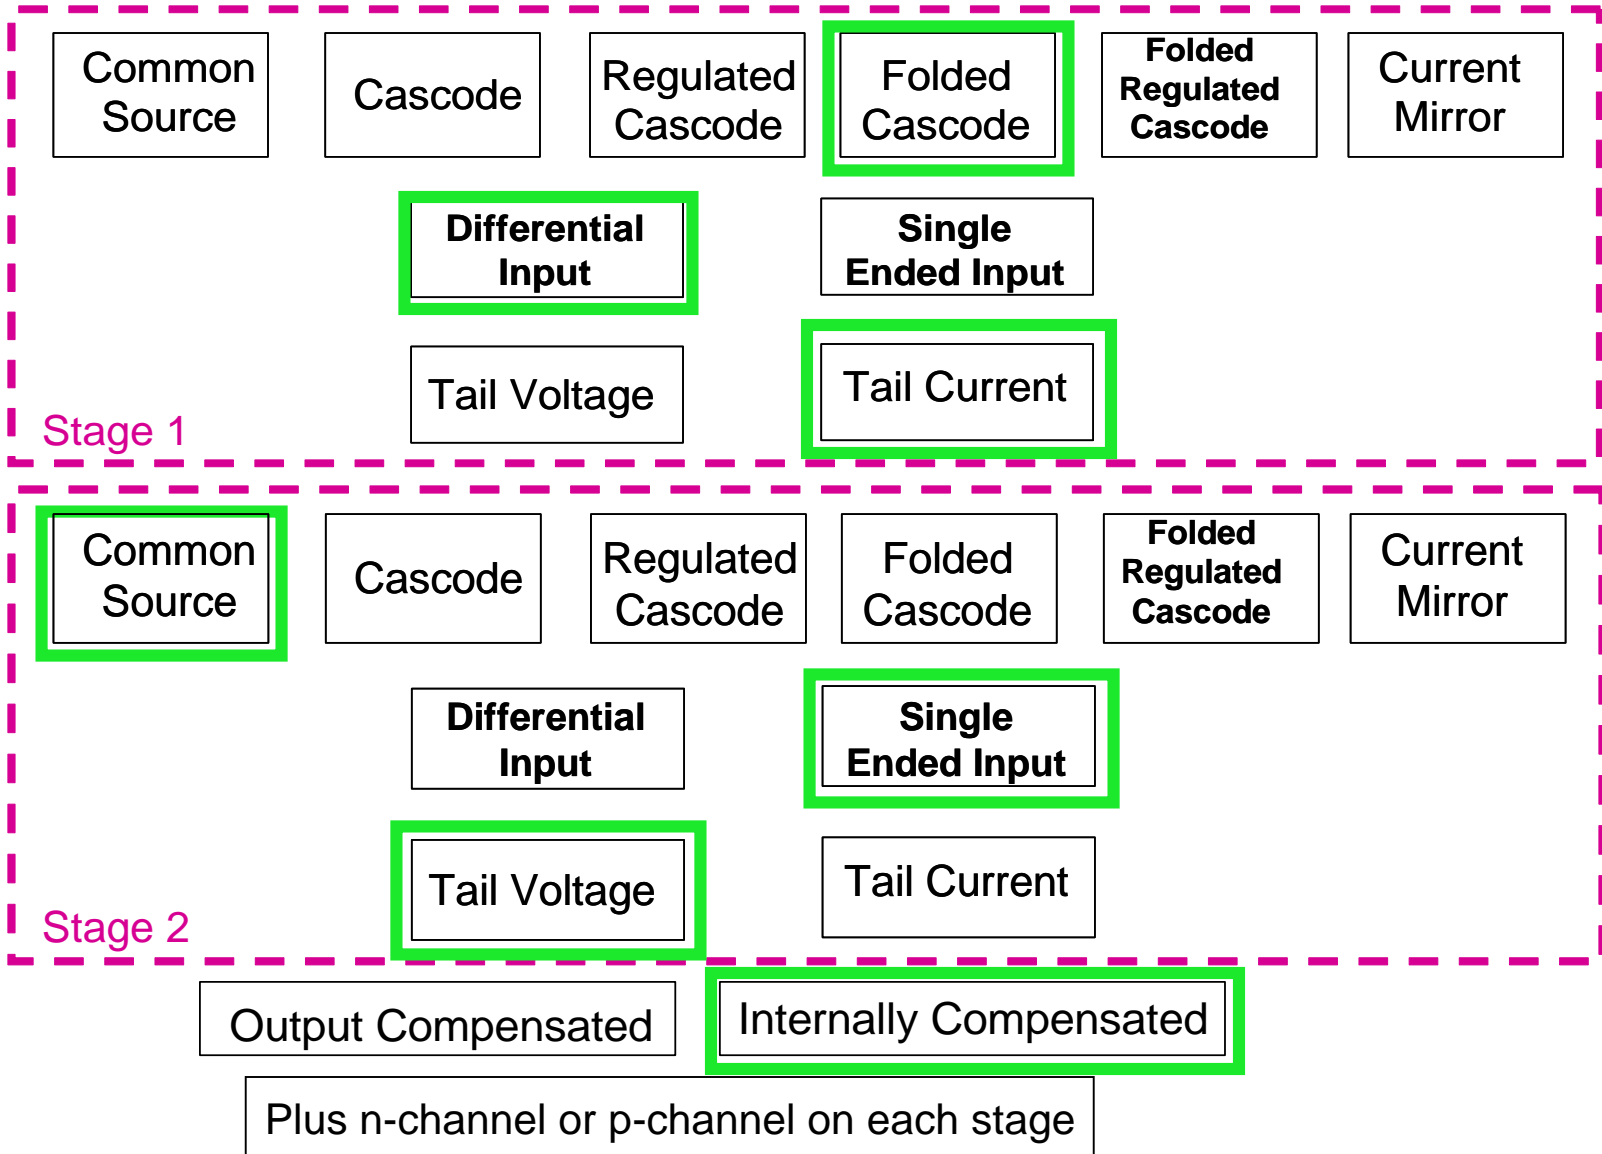 Common
Source
Cascode
Regulated
Cascode
Folded
Cascode
Folded
Regulated
Cascode
Current
Mirror
Differential
Input
Single
Ended Input
Tail Voltage
Tail Current
Stage 1
Common
Source
Cascode
Regulated
Cascode
Folded
Cascode
Folded
Regulated
Cascode
Current
Mirror
Differential
Input
Single
Ended Input
Tail Voltage
Tail Current
Stage 2
Output Compensated
Internally Compensated
Plus n-channel or p-channel on each stage